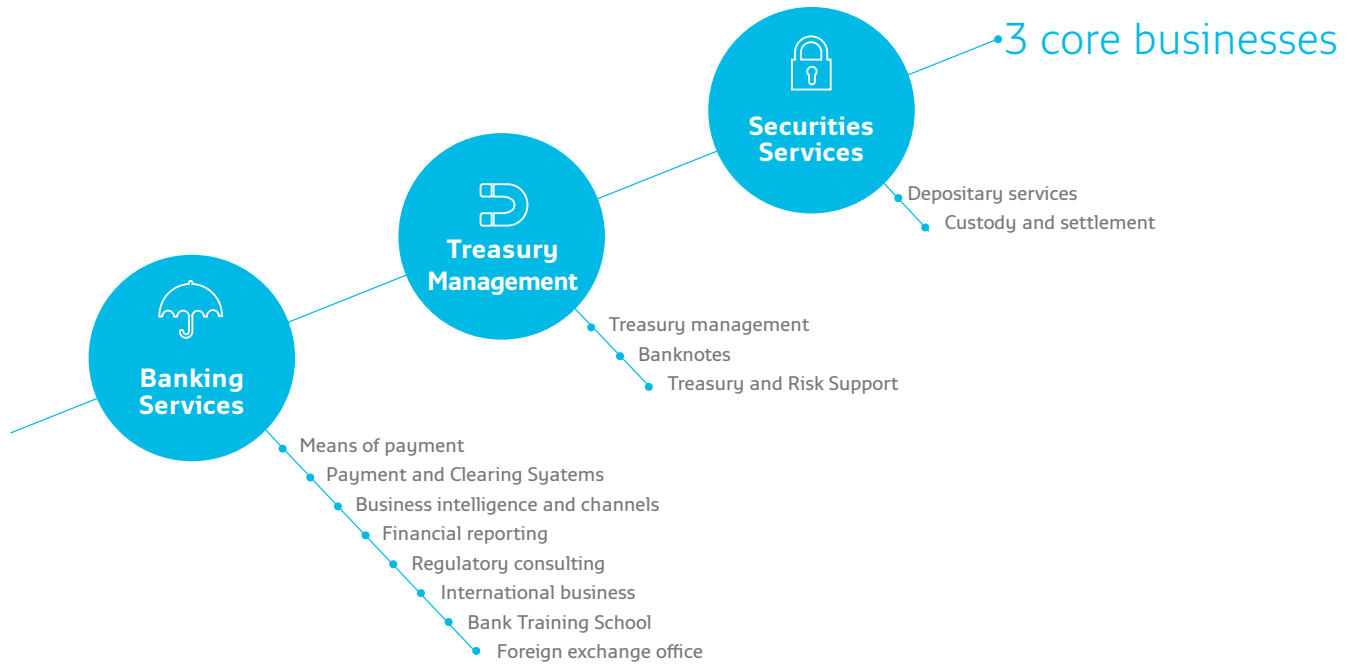 3 core businesses
Securities
Services
Depositary services
Custody and settlement
Treasury
Management
Treasury management
Banknotes
Treasury and Risk Support
Banking
Services
Means of payment
Payment and Clearing Syatems
Business intelligence and channels
Financial reporting
Regulatory consulting
International business
Bank Training School
Foreign exchange office